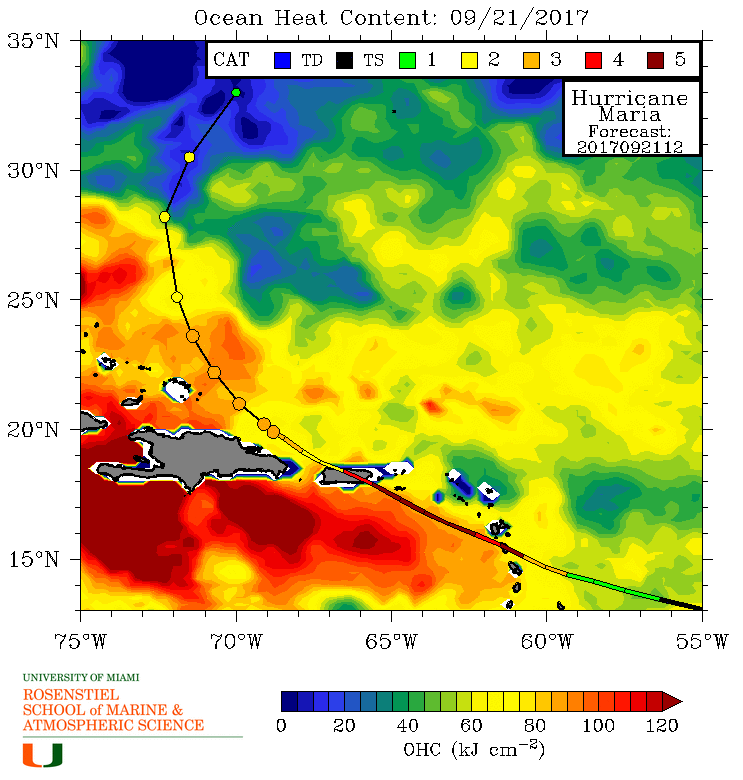 Ocean Heat Content: 09/21/2017
35°N
CAT TD TS 1 2 3 4 5
Hurricane
Maria
Forecast:
2017092112
30°N
25°N
20°N
15°N
75°W 70°W 65°W 60°W 55°W
UNIVERSITY OF MIAMI
ROSENSTIEL
SCHOOL of MARINE &
ATMOSPHERIC SCIENCE
U
0 20 40 60 80 100 120
OHC (kJ cm⁻²)